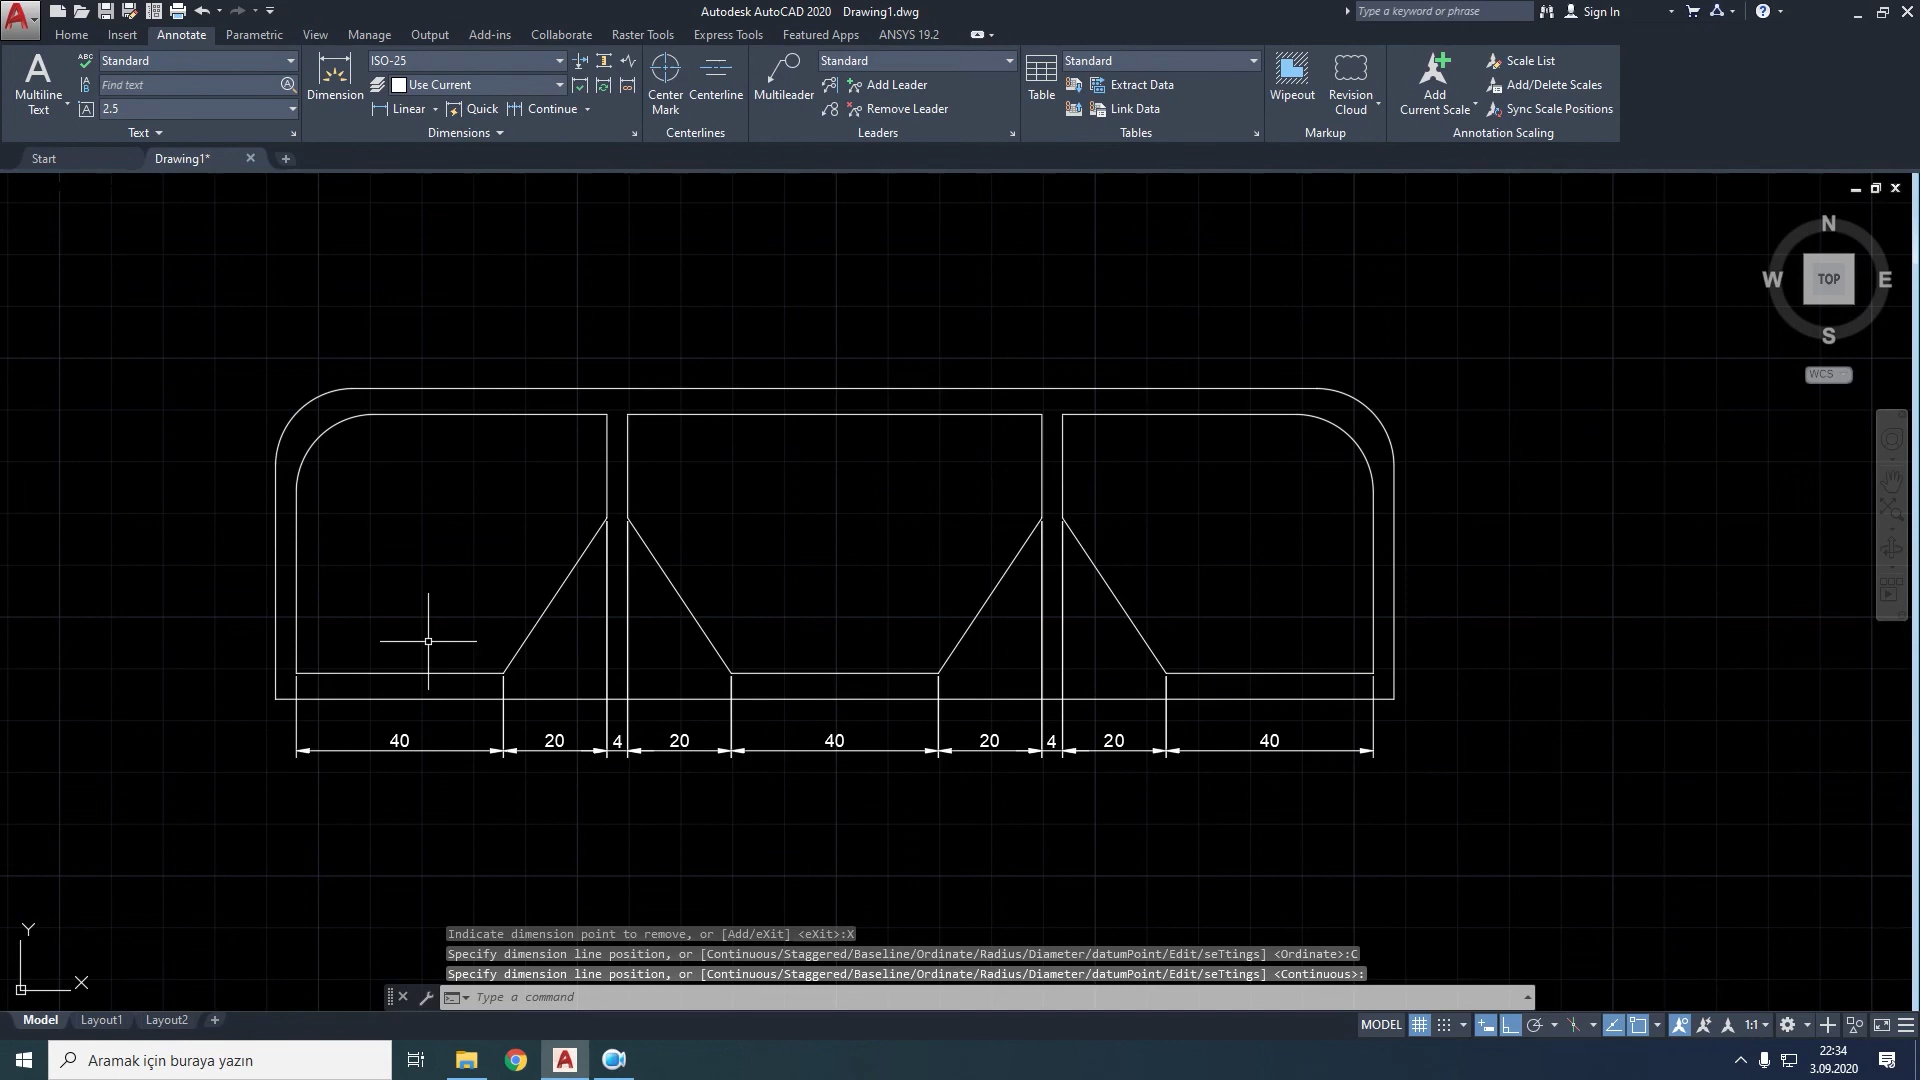 Autodesk AutoCAD 2020 Drawing1.dwg
Type a keyword or phrase
Sign In
Home Insert Annotate Parametric View Manage Output Add-ins Collaborate Raster Tools Express Tools Featured Apps ANSYS 19.2
Multiline Text
ABC
Standard
Find text
2.5
Text
Dimension
ISO-25
Use Current
Linear Quick Continue
Dimensions
Center Mark
Centerline
Centerlines
Multileader
Standard
Add Leader
Remove Leader
Leaders
Table
Standard
Extract Data
Link Data
Tables
Wipeout
Revision Cloud
Markup
Add Current Scale
Scale List
Add/Delete Scales
Sync Scale Positions
Annotation Scaling
Start Drawing1*
N
W TOP E
S
WCS
40 20 4 20 40 20 4 20 40
Y
X
Indicate dimension point to remove, or [Add/eXit] <eXit>:X
Specify dimension line position, or [Continuous/Staggered/Baseline/Ordinate/Radius/Diameter/datumPoint/Edit/seTtings] <Ordinate>:C
Specify dimension line position, or [Continuous/Staggered/Baseline/Ordinate/Radius/Diameter/datumPoint/Edit/seTtings] <Continuous>:
Type a command
Model Layout1 Layout2
MODEL 1:1
Aramak için buraya yazın
22:34
3.09.2020